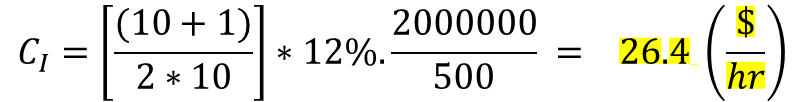 C_I = [(10 + 1) / 2 * 10] * 12%. 2000000 / 500 = 26.4 ($ / hr)